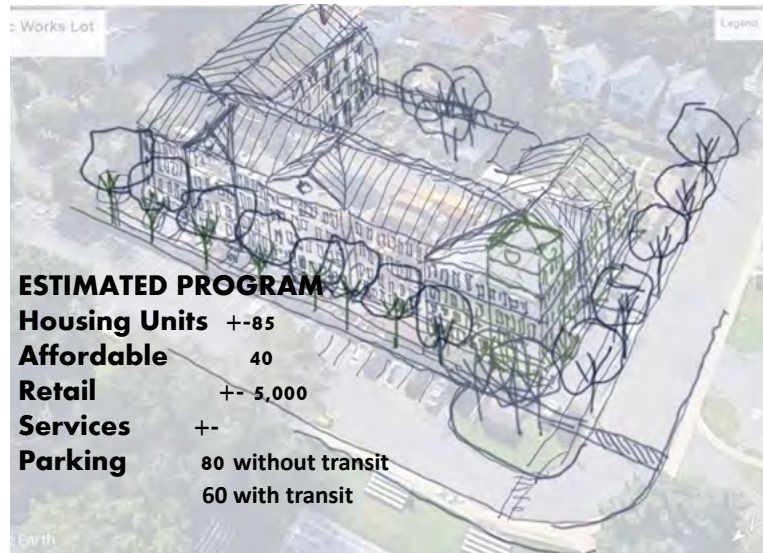 c Works Lot
Legend
ESTIMATED PROGRAM
Housing Units +-85
Affordable 40
Retail +- 5,000
Services +-
Parking 80 without transit
60 with transit
Earth